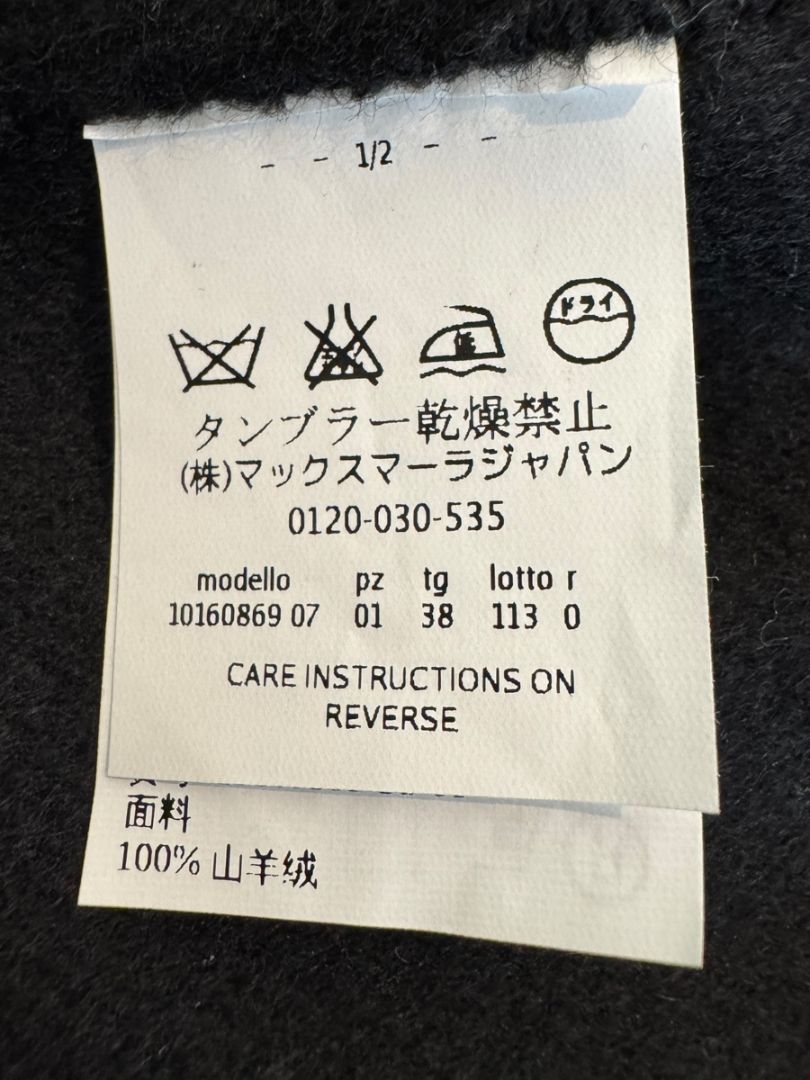 - - 1/2 - -
ドライ
低
タンブラー乾燥禁止
(株)マックスマーラジャパン
0120-030-535
modello pz tg lotto r
10160869 07 01 38 113 0
CARE INSTRUCTIONS ON
REVERSE
面料
100% 山羊绒